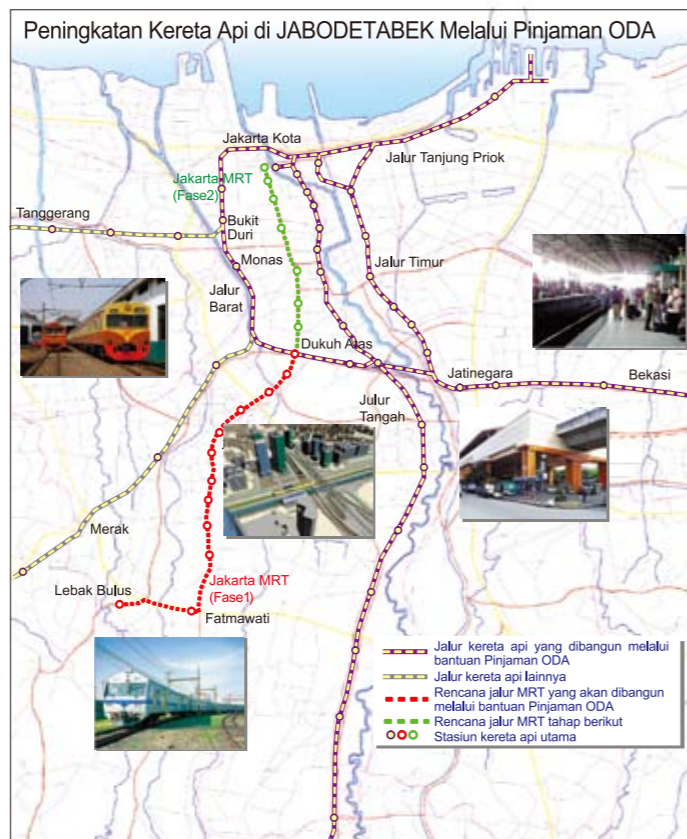 Peningkatan Kereta Api di JABODETABEK Melalui Pinjaman ODA
Jakarta Kota
Jalur Tanjung Priok
Jakarta MRT
(Fase2)
Tanggerang
Bukit
Duri
Monas
Jalur Timur
Jalur
Barat
Dukuh Atas
Jatinegara
Bekasi
Julur
Tangah
Merak
Lebak Bulus
Jakarta MRT
(Fase1)
Fatmawati
Jalur kereta api yang dibangun melalui
bantuan Pinjaman ODA
Jalur kereta api lainnya
Rencana jalur MRT yang akan dibangun
melalui bantuan Pinjaman ODA
Rencana jalur MRT tahap berikut
Stasiun kereta api utama